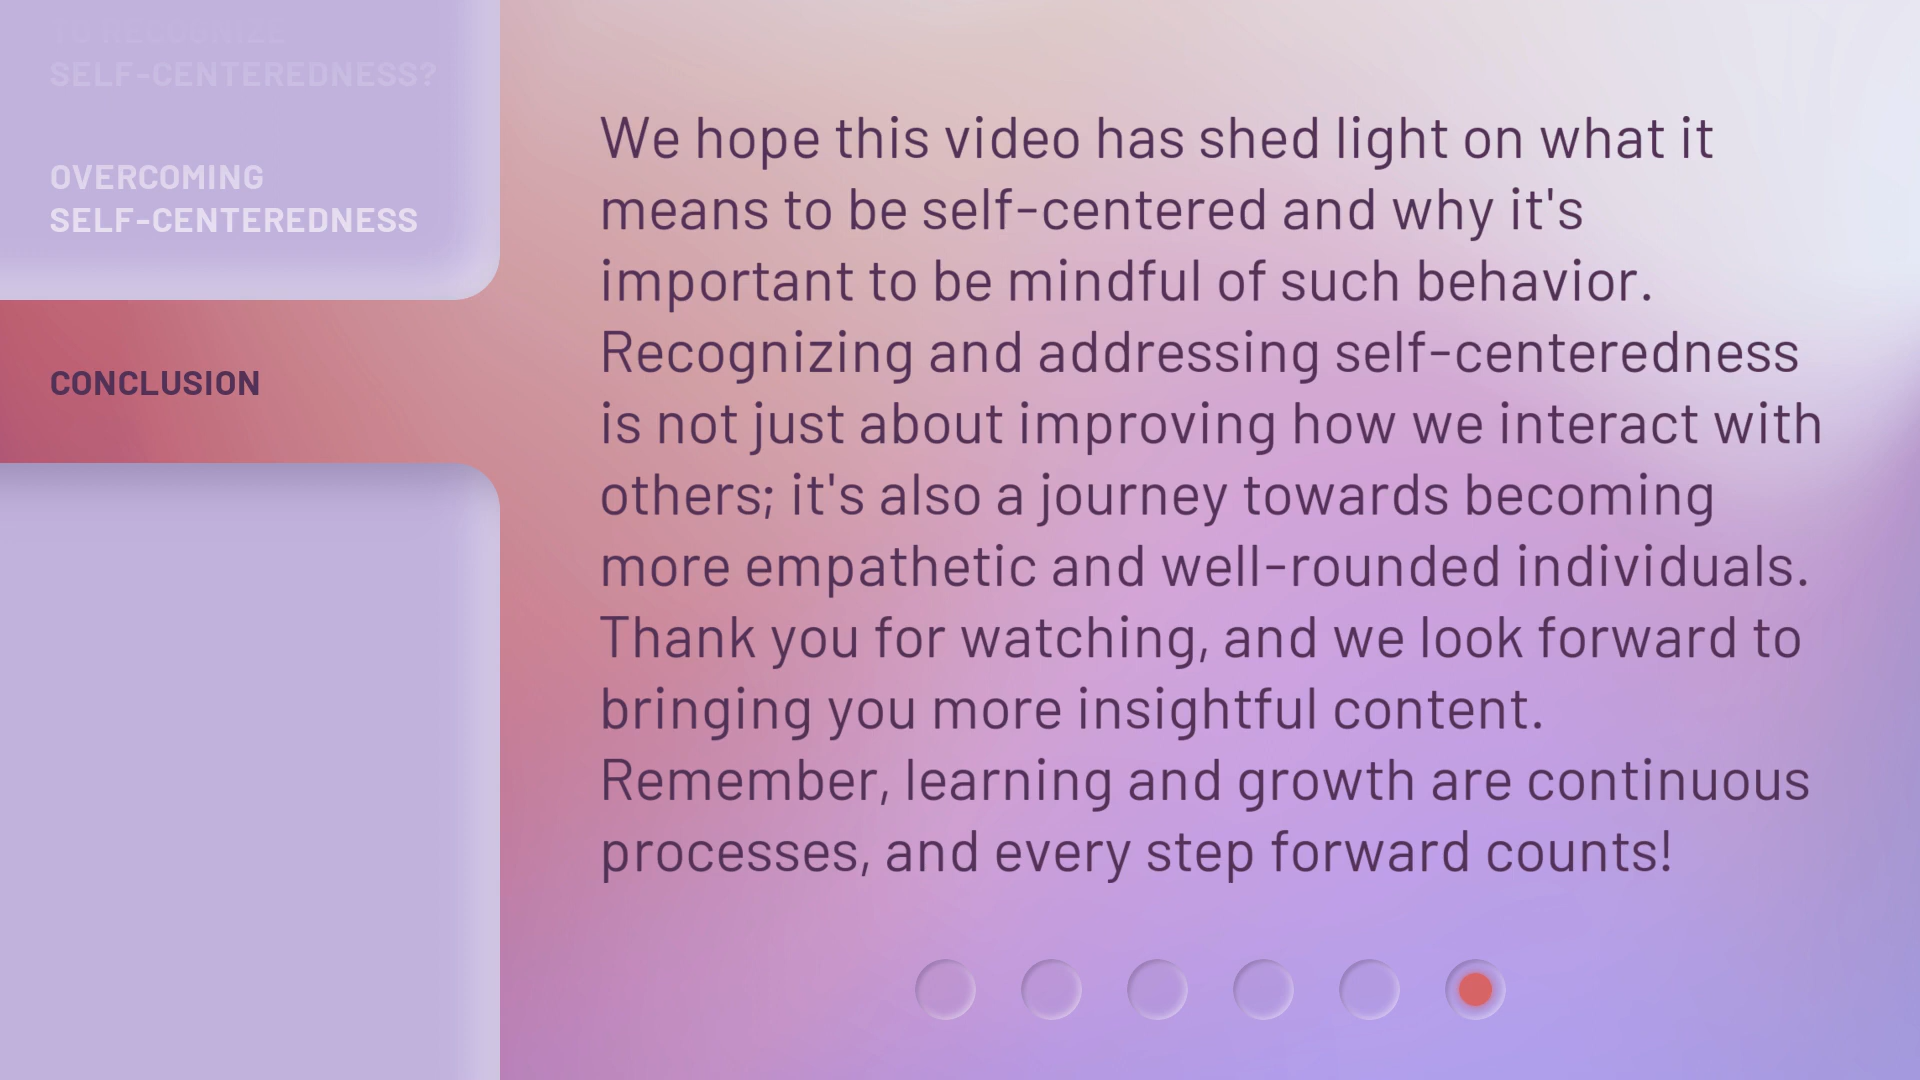 TO RECOGNIZE
SELF-CENTEREDNESS?
OVERCOMING
SELF-CENTEREDNESS
CONCLUSION
We hope this video has shed light on what it
means to be self-centered and why it's
important to be mindful of such behavior.
Recognizing and addressing self-centeredness
is not just about improving how we interact with
others; it's also a journey towards becoming
more empathetic and well-rounded individuals.
Thank you for watching, and we look forward to
bringing you more insightful content.
Remember, learning and growth are continuous
processes, and every step forward counts!